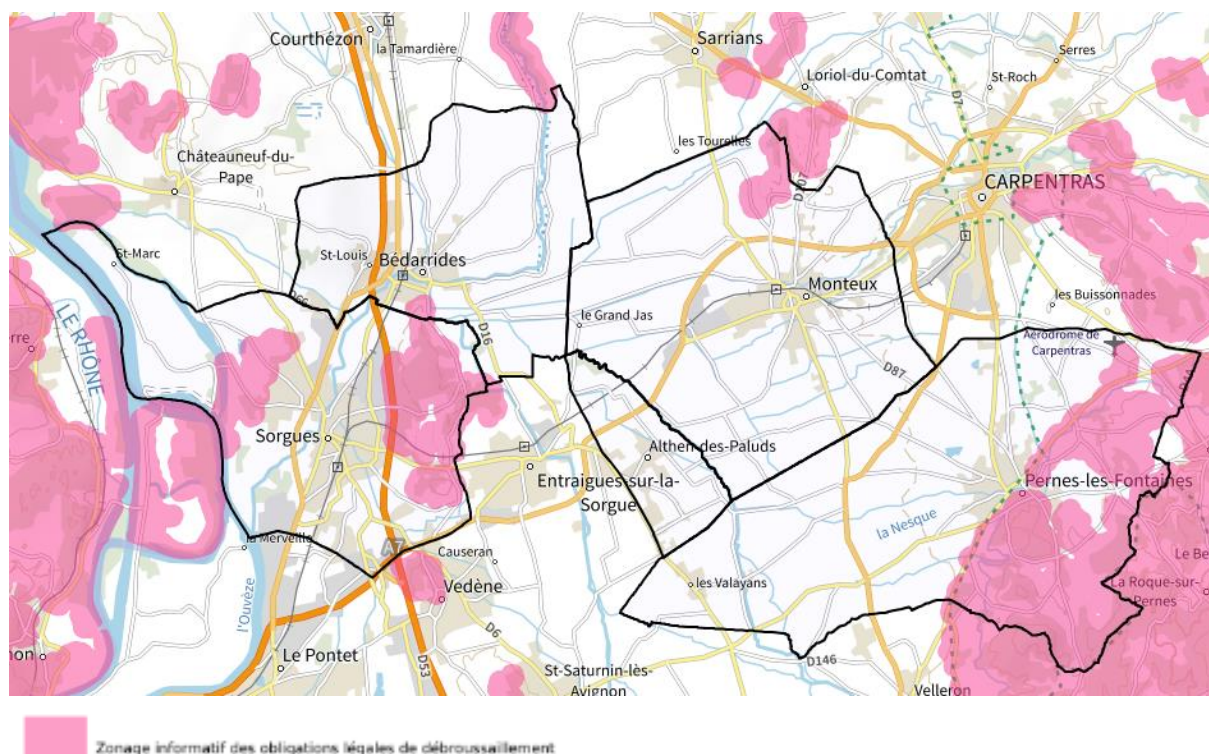 Courthézon
la Tamardière
Sarrians
Loriol-du-Comtat
Serres
St-Roch
D7
Châteauneuf-du-
Pape
les Tourelles
CARPENTRAS
St-Marc
St-Louis
Bédarrides
D66
D16
le Grand Jas
Monteux
les Buissonnades
Aérodrome de
Carpentras
LE RHÔNE
D87
Sorgues
Althen-des-Paluds
Entraigues-sur-la-
Sorgue
Pernes-les-Fontaines
la Nesque
la Merveille
A7
Causeran
Vedène
les Valayans
Le Be
La Roque-sur-
Pernes
l'Ouvèze
D6
Le Pontet
D53
St-Saturnin-lès-
Avignon
D146
Velleron
non
Zonage informatif des obligations légales de débroussaillement